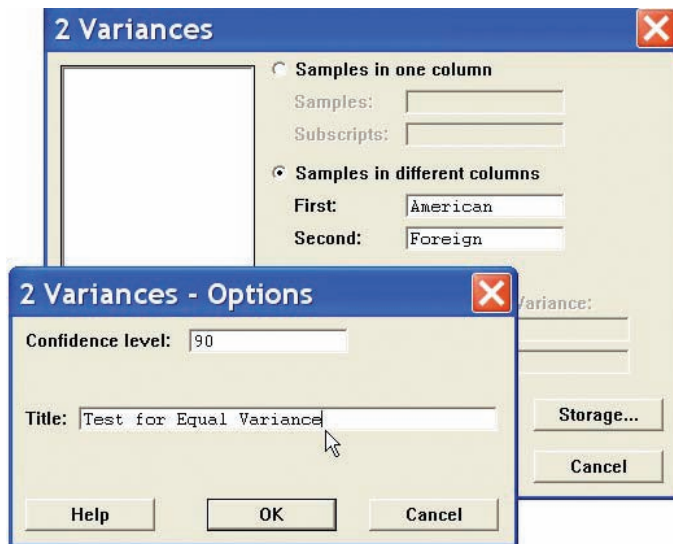 2 Variances
Samples in one column
Samples:
Subscripts:
Samples in different columns
First: American
Second: Foreign
Variance:
Storage...
Cancel
2 Variances - Options
Confidence level: 90
Title: Test for Equal Variance
Help
OK
Cancel